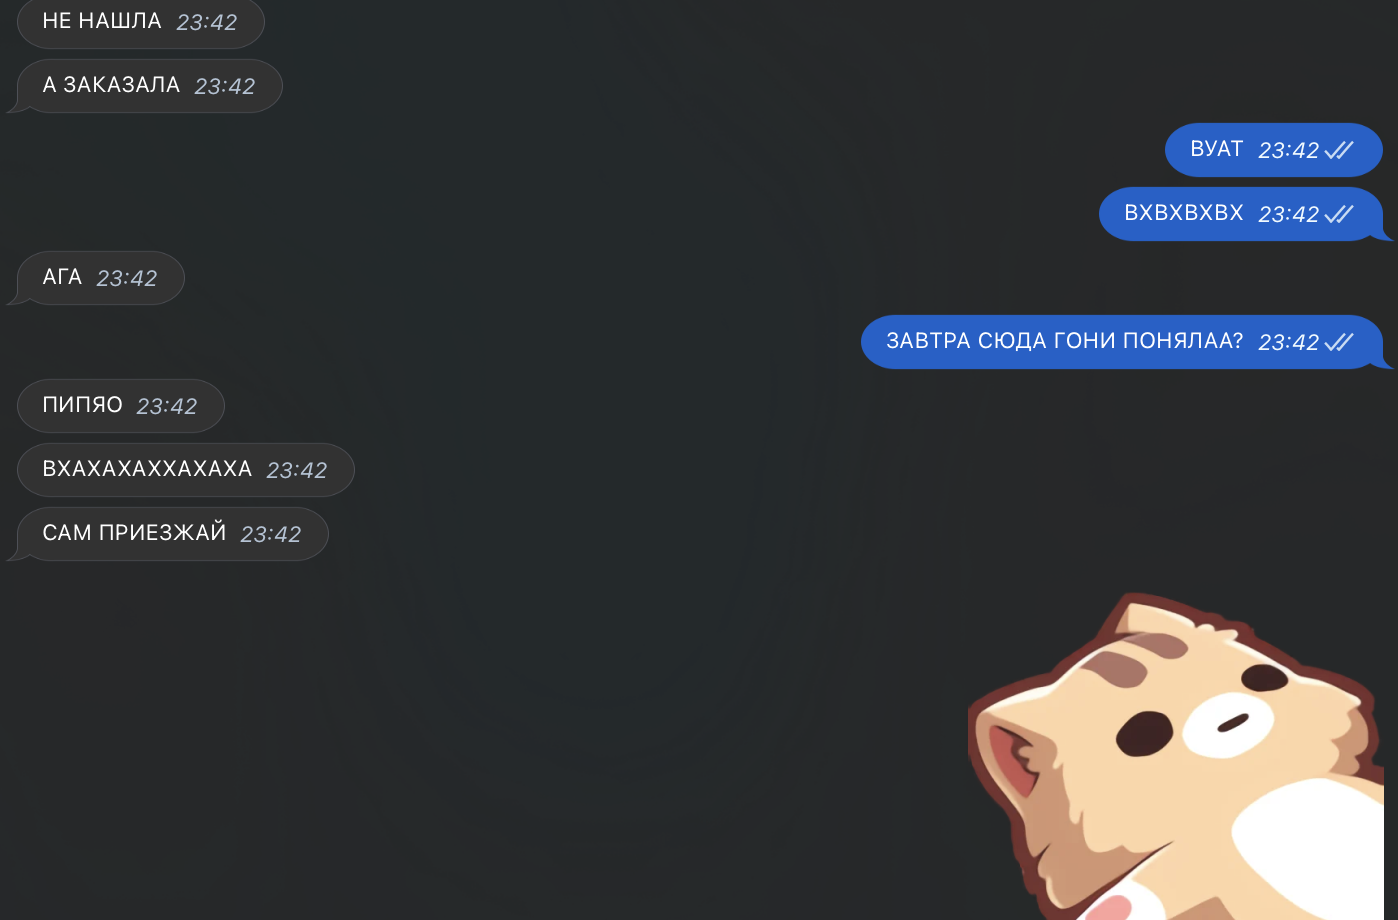 НЕ НАШЛА 23:42
А ЗАКАЗАЛА 23:42
ВУАТ 23:42
ВХВХВХВХ 23:42
АГА 23:42
ЗАВТРА СЮДА ГОНИ ПОНЯЛАА? 23:42
ПИПЯО 23:42
ВХАХАХАХХАХАХА 23:42
САМ ПРИЕЗЖАЙ 23:42